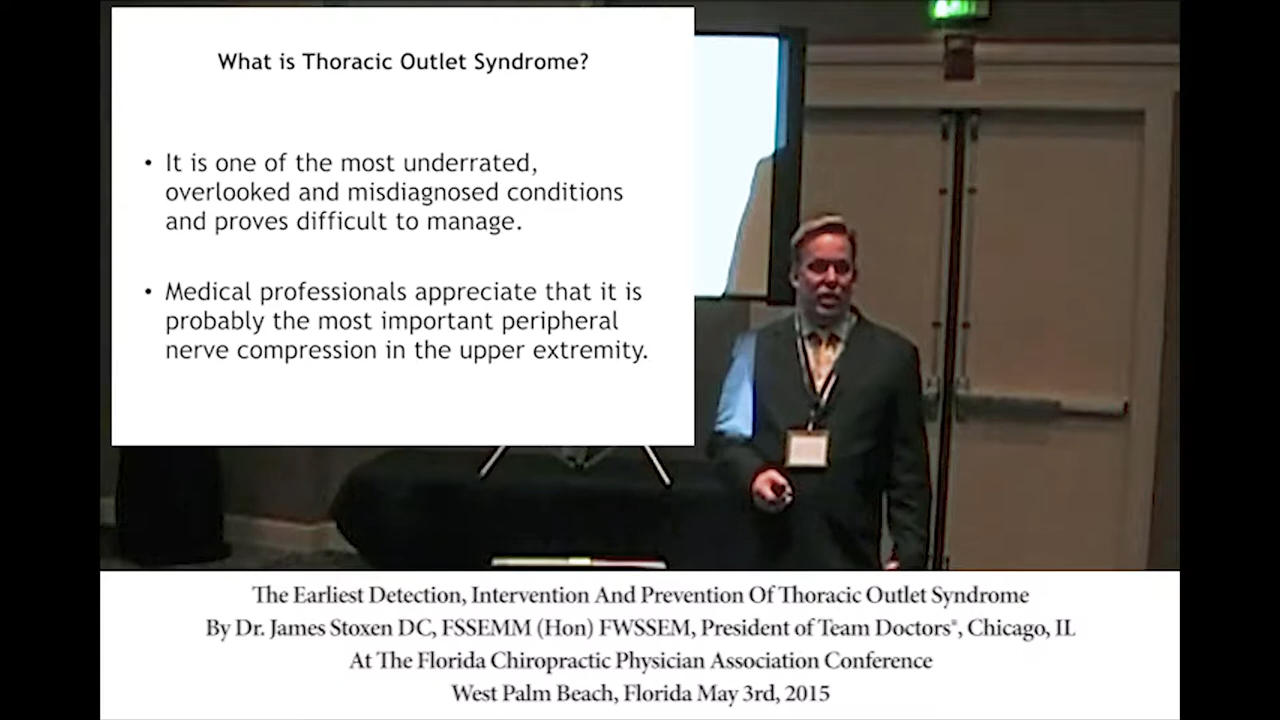 What is Thoracic Outlet Syndrome?
• It is one of the most underrated,
overlooked and misdiagnosed conditions
and proves difficult to manage.
• Medical professionals appreciate that it is
probably the most important peripheral
nerve compression in the upper extremity.
The Earliest Detection, Intervention And Prevention Of Thoracic Outlet Syndrome
By Dr. James Stoxen DC, FSSEMM (Hon) FWSSEM, President of Team Doctors®, Chicago, IL
At The Florida Chiropractic Physician Association Conference
West Palm Beach, Florida May 3rd, 2015